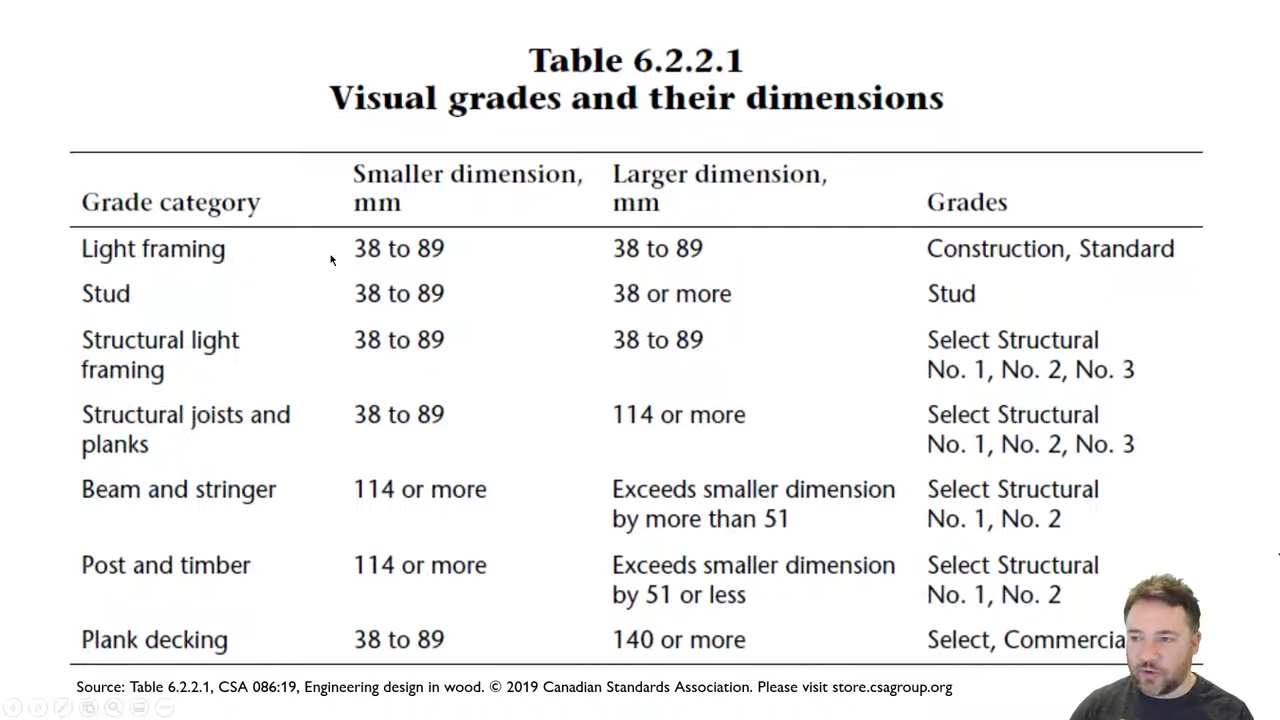 Table 6.2.2.1
Visual grades and their dimensions
Smaller dimension, Larger dimension,
Grade category mm mm Grades
Light framing 38 to 89 38 to 89 Construction, Standard
Stud 38 to 89 38 or more Stud
Structural light 38 to 89 38 to 89 Select Structural
framing No. 1, No. 2, No. 3
Structural joists and 38 to 89 114 or more Select Structural
planks No. 1, No. 2, No. 3
Beam and stringer 114 or more Exceeds smaller dimension Select Structural
by more than 51 No. 1, No. 2
Post and timber 114 or more Exceeds smaller dimension Select Structural
by 51 or less No. 1, No. 2
Plank decking 38 to 89 140 or more Select, Commercia
Source: Table 6.2.2.1, CSA 086:19, Engineering design in wood. © 2019 Canadian Standards Association. Please visit store.csagroup.org